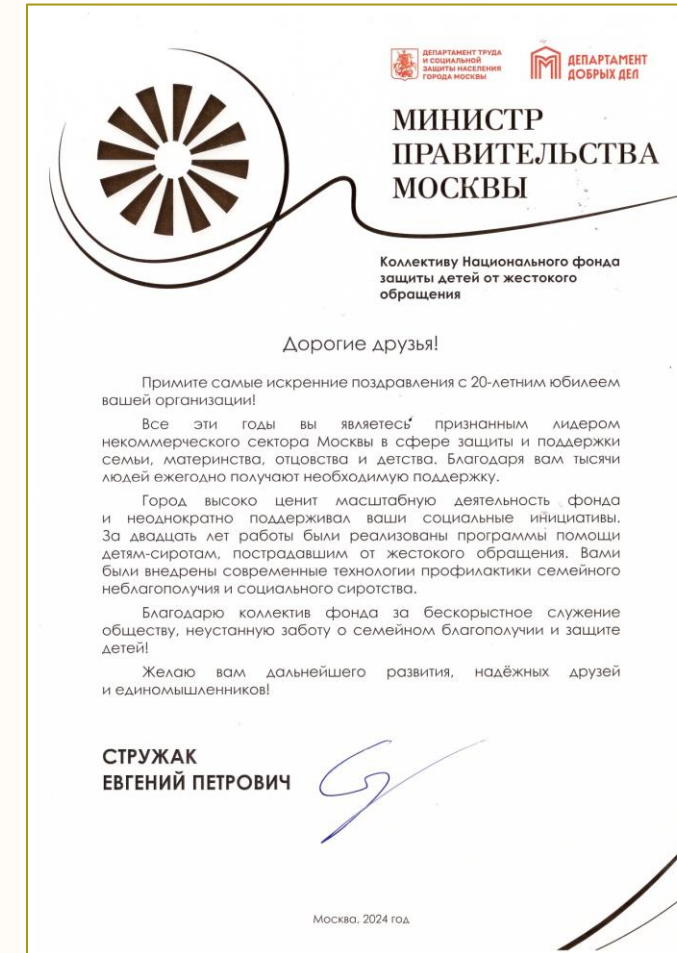 ДЕПАРТАМЕНТ ТРУДА
И СОЦИАЛЬНОЙ
ЗАЩИТЫ НАСЕЛЕНИЯ
ГОРОДА МОСКВЫ
ДЕПАРТАМЕНТ
ДОБРЫХ ДЕЛ
МИНИСТР
ПРАВИТЕЛЬСТВА
МОСКВЫ
Коллективу Национального фонда
защиты детей от жестокого
обращения
Дорогие друзья!
Примите самые искренние поздравления с 20-летним юбилеем
вашей организации!
Все эти годы вы являетесь признанным лидером
некоммерческого сектора Москвы в сфере защиты и поддержки
семьи, материнства, отцовства и детства. Благодаря вам тысячи
людей ежегодно получают необходимую поддержку.
Город высоко ценит масштабную деятельность фонда
и неоднократно поддерживал ваши социальные инициативы.
За двадцать лет работы были реализованы программы помощи
детям-сиротам, пострадавшим от жестокого обращения. Вами
были внедрены современные технологии профилактики семейного
неблагополучия и социального сиротства.
Благодарю коллектив фонда за бескорыстное служение
обществу, неустанную заботу о семейном благополучии и защите
детей!
Желаю вам дальнейшего развития, надёжных друзей
и единомышленников!
СТРУЖАК
ЕВГЕНИЙ ПЕТРОВИЧ
Москва, 2024 год